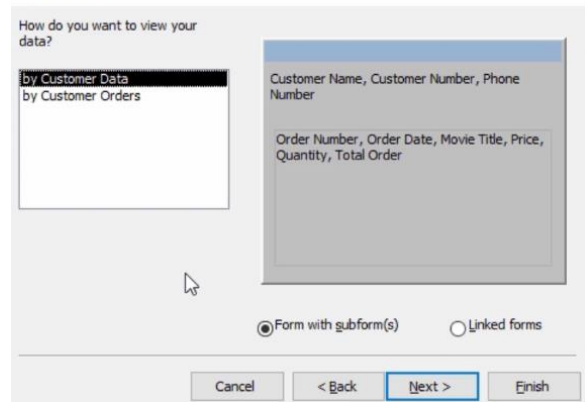 How do you want to view your
data?
by Customer Data
by Customer Orders
Customer Name, Customer Number, Phone
Number
Order Number, Order Date, Movie Title, Price,
Quantity, Total Order
Form with subform(s)
Linked forms
Cancel
< Back
Next >
Finish